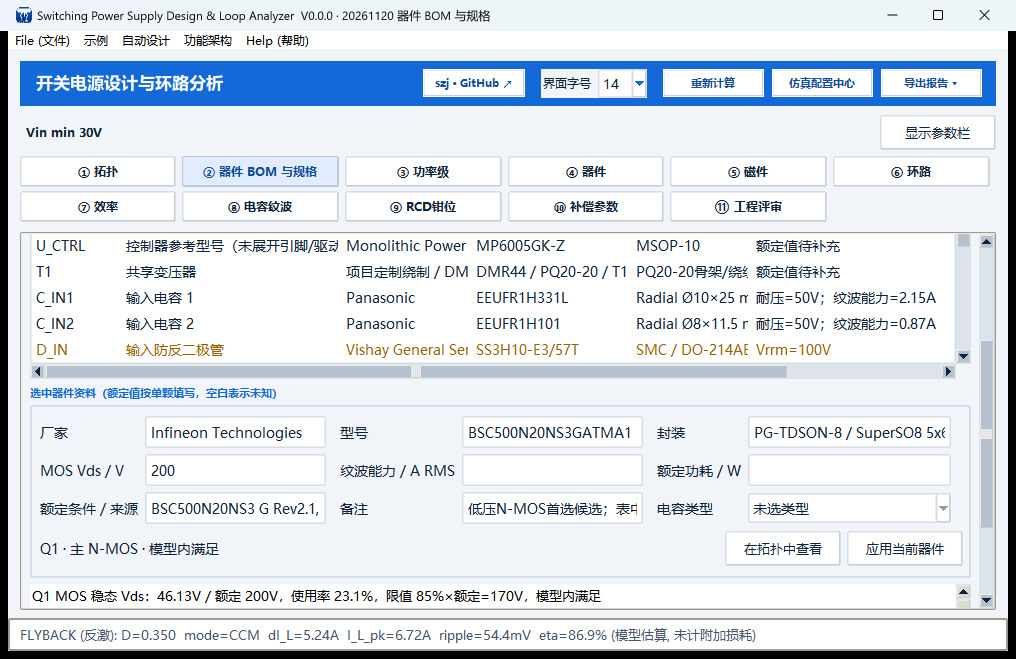 Switching Power Supply Design & Loop Analyzer V0.0.0 · 20261120 器件 BOM 与规格
File (文件) 示例 自动设计 功能架构 Help (帮助)
开关电源设计与环路分析 szj · GitHub ↗ 界面字号 14 重新计算 仿真配置中心 导出报告
Vin min 30V 显示参数栏
① 拓扑 ② 器件 BOM 与规格 ③ 功率级 ④ 器件 ⑤ 磁件 ⑥ 环路
⑦ 效率 ⑧ 电容纹波 ⑨ RCD钳位 ⑩ 补偿参数 ⑪ 工程评审
U_CTRL 控制器参考型号（未展开引脚/驱动 Monolithic Power MP6005GK-Z MSOP-10 额定值待补充
T1 共享变压器 项目定制绕制 / DM DMR44 / PQ20-20 / T1 PQ20-20骨架/绕线 额定值待补充
C_IN1 输入电容 1 Panasonic EEUFR1H331L Radial Ø10×25 m 耐压=50V；纹波能力=2.15A
C_IN2 输入电容 2 Panasonic EEUFR1H101 Radial Ø8×11.5 m 耐压=50V；纹波能力=0.87A
D_IN 输入防反二极管 Vishay General Ser SS3H10-E3/57T SMC / DO-214AB Vrrm=100V
选中器件资料（额定值按单颗填写，空白表示未知）
厂家 Infineon Technologies 型号 BSC500N20NS3GATMA1 封装 PG-TDSON-8 / SuperSO8 5x6
MOS Vds / V 200 纹波能力 / A RMS 额定功耗 / W
额定条件 / 来源 BSC500N20NS3 G Rev2.1, 备注 低压N-MOS首选候选；表中 电容类型 未选类型
Q1 · 主 N-MOS · 模型内满足 在拓扑中查看 应用当前器件
Q1 MOS 稳态 Vds：46.13V / 额定 200V，使用率 23.1%，限值 85%×额定=170V，模型内满足
FLYBACK (反激): D=0.350 mode=CCM dI_L=5.24A I_L_pk=6.72A ripple=54.4mV eta=86.9% (模型估算, 未计附加损耗)